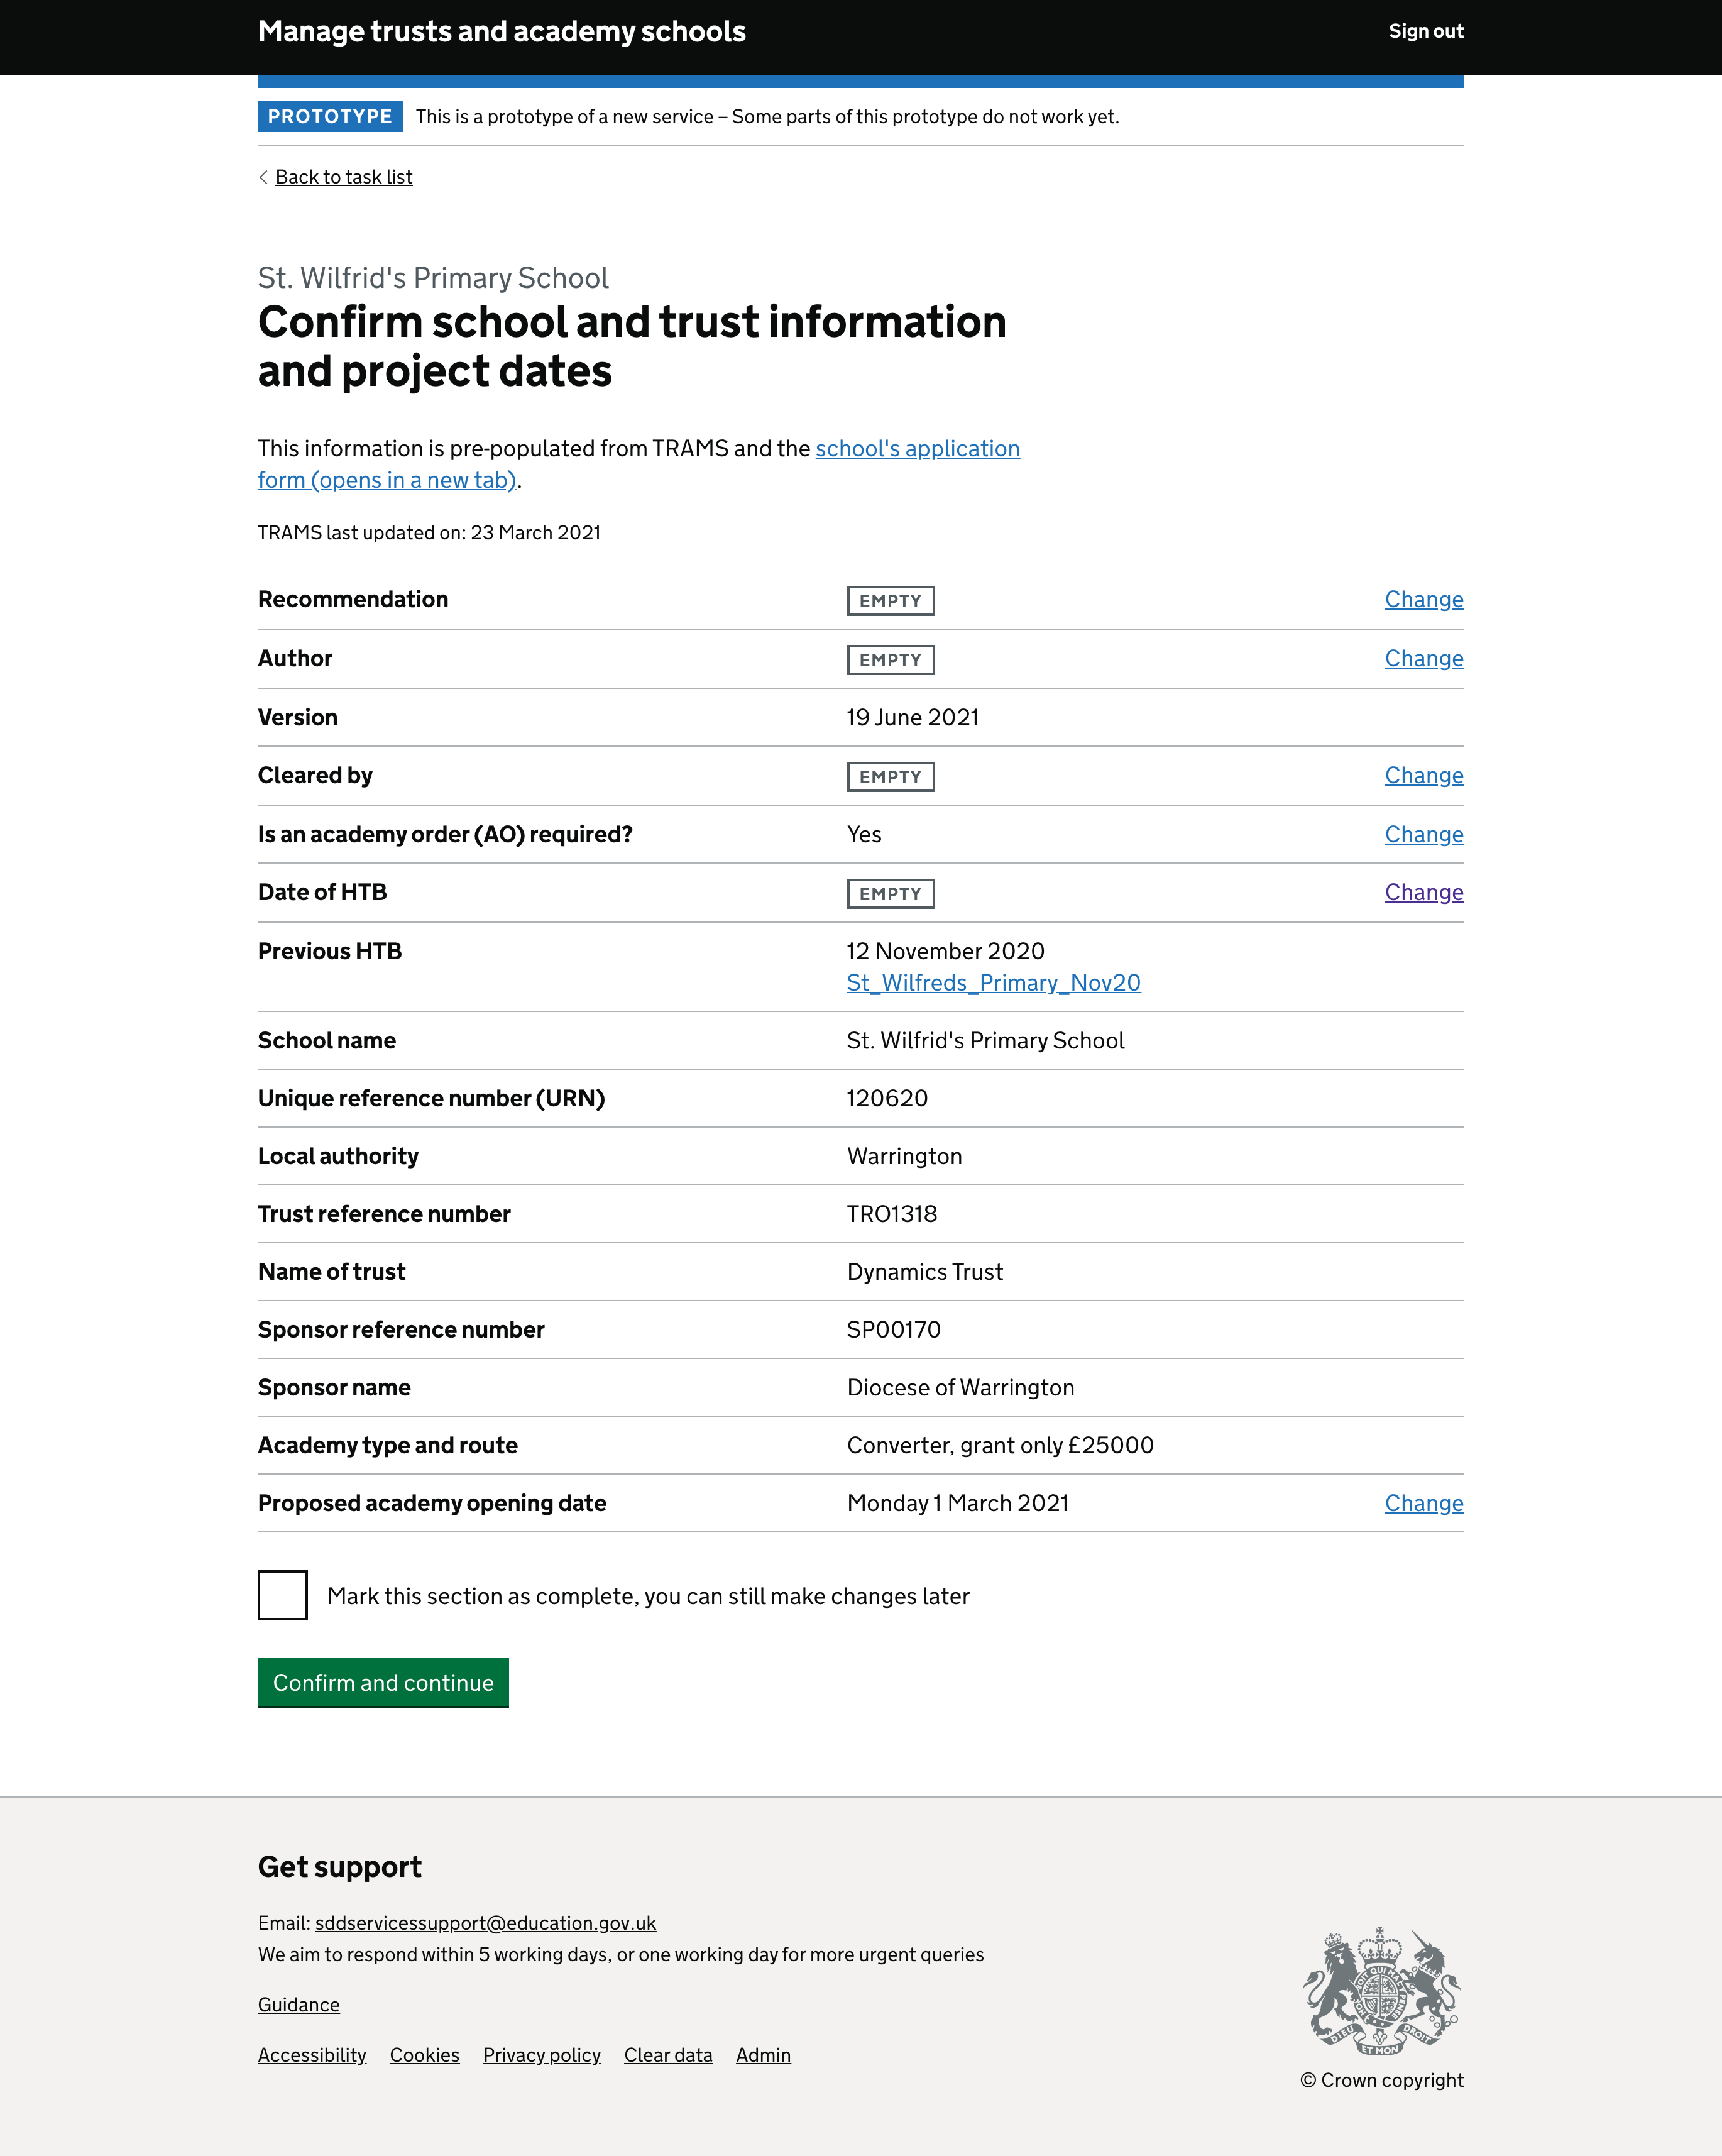 Manage trusts and academy schools
Sign out
PROTOTYPE This is a prototype of a new service – Some parts of this prototype do not work yet.
Back to task list
St. Wilfrid's Primary School
Confirm school and trust information
and project dates
This information is pre-populated from TRAMS and the school's application
form (opens in a new tab).
TRAMS last updated on: 23 March 2021
Recommendation EMPTY Change
Author EMPTY Change
Version 19 June 2021
Cleared by EMPTY Change
Is an academy order (AO) required? Yes Change
Date of HTB EMPTY Change
Previous HTB 12 November 2020
St_Wilfreds_Primary_Nov20
School name St. Wilfrid's Primary School
Unique reference number (URN) 120620
Local authority Warrington
Trust reference number TRO1318
Name of trust Dynamics Trust
Sponsor reference number SP00170
Sponsor name Diocese of Warrington
Academy type and route Converter, grant only £25000
Proposed academy opening date Monday 1 March 2021 Change
Mark this section as complete, you can still make changes later
Confirm and continue
Get support
Email: sddservicessupport@education.gov.uk
We aim to respond within 5 working days, or one working day for more urgent queries
Guidance
Accessibility Cookies Privacy policy Clear data Admin
DIEU ET MON DROIT
© Crown copyright